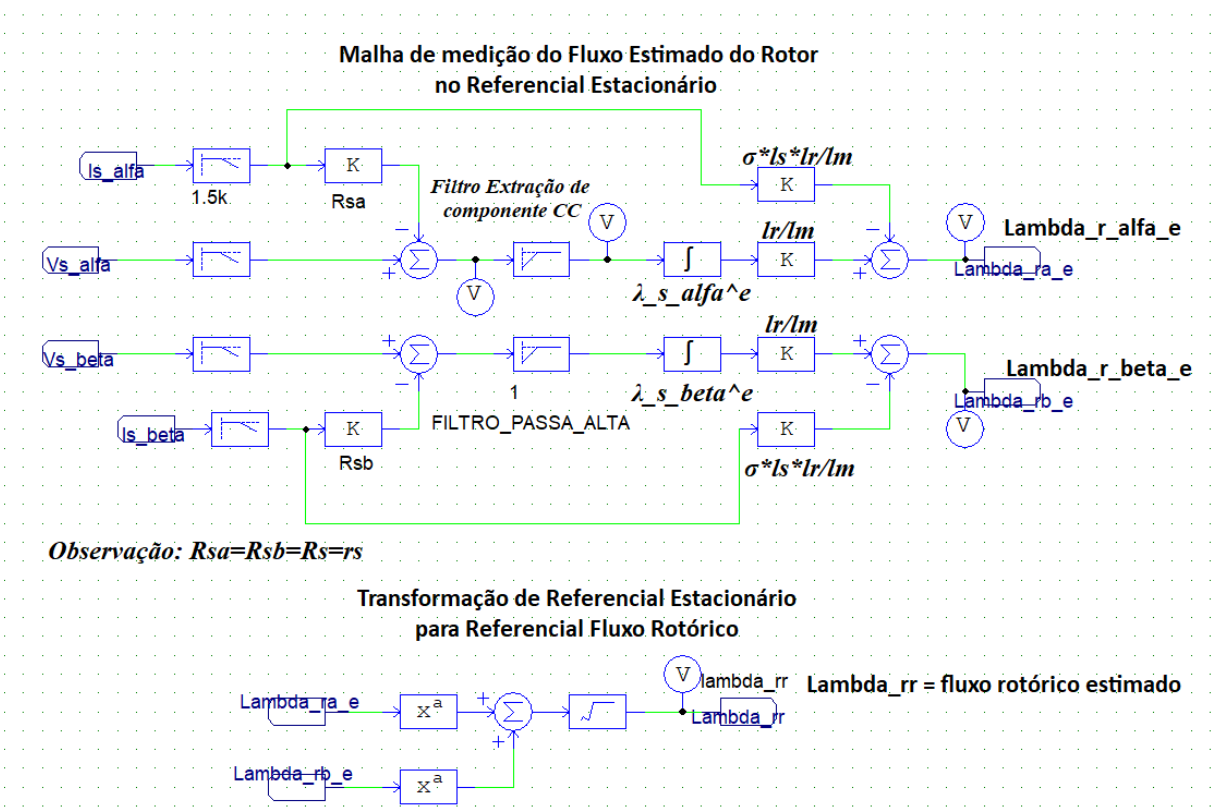 Malha de medição do Fluxo Estimado do Rotor
no Referencial Estacionário
Is_alfa
1.5k
K
Rsa
Filtro Extração de
componente CC
V
σ*ls*lr/lm
K
V
Lambda_r_alfa_e
Vs_alfa
Σ
V
∫
λ_s_alfa^e
lr/lm
K
Σ
Lambda_ra_e
Vs_beta
Σ
1
FILTRO_PASSA_ALTA
∫
λ_s_beta^e
lr/lm
K
Σ
Lambda_r_beta_e
Lambda_rb_e
V
Is_beta
K
Rsb
K
σ*ls*lr/lm
Observação: Rsa=Rsb=Rs=rs
Transformação de Referencial Estacionário
para Referencial Fluxo Rotórico
Lambda_ra_e
x^a
Σ
√
V
lambda_rr
Lambda_rr
Lambda_rr = fluxo rotórico estimado
Lambda_rb_e
x^a